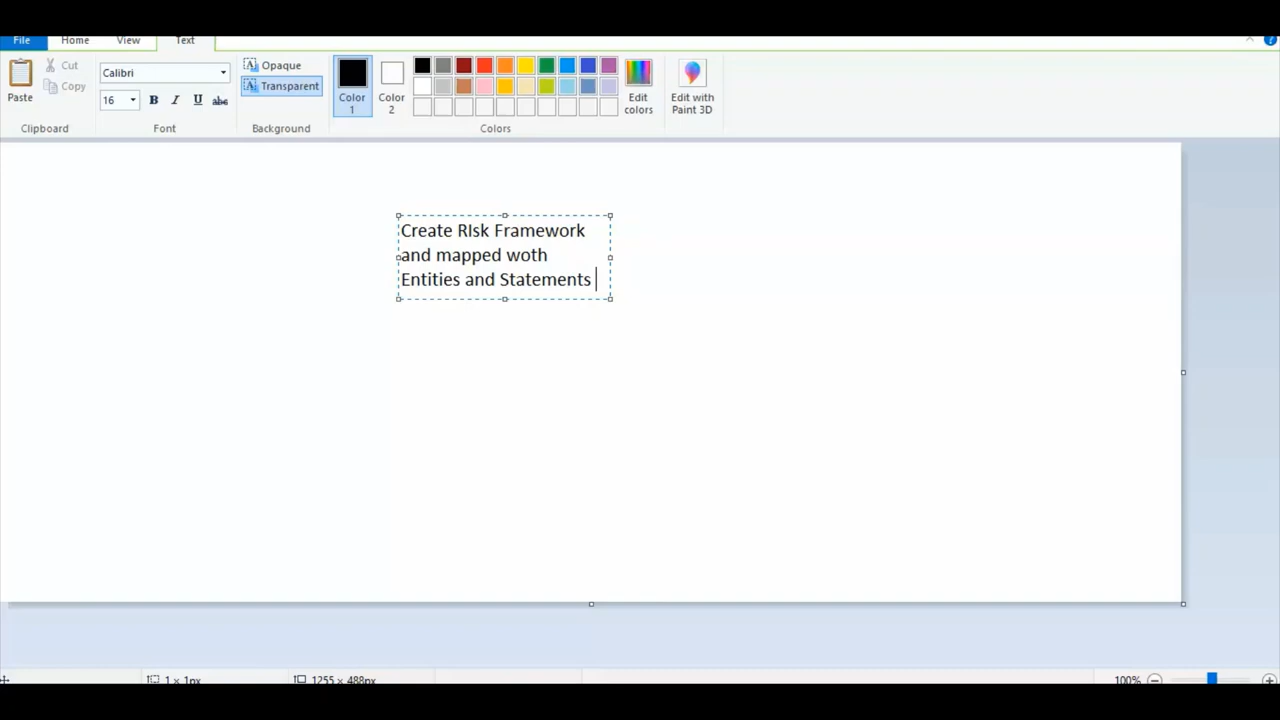 File Home View Text
Cut
Copy
Paste
Clipboard
Calibri
16 B I U abc
Font
Opaque
Transparent
Background
Color 1
Color 2
Edit colors
Colors
Edit with Paint 3D
Create RIsk Framework
and mapped woth
Entities and Statements
1 × 1px 1255 × 488px 100%